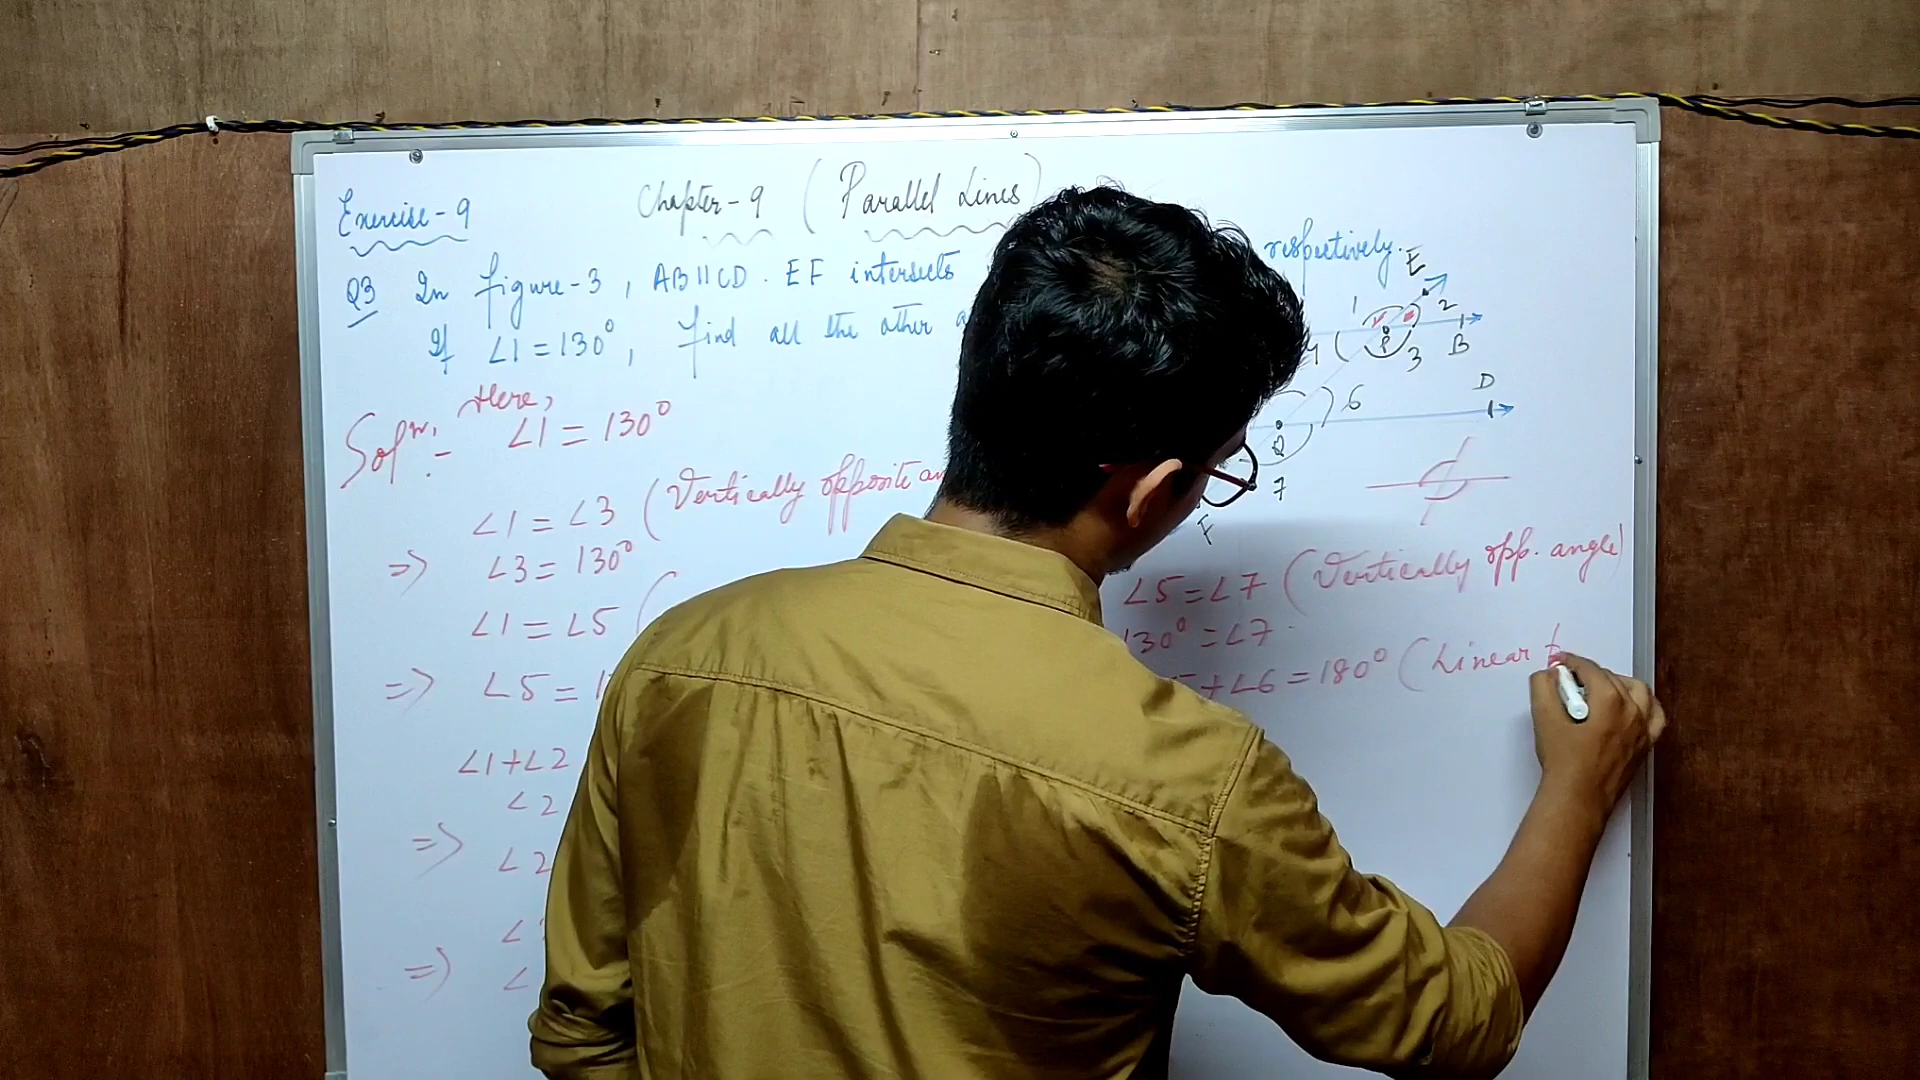 Exercise-9
Chapter-9 (Parallel Lines)
Q3 In figure-3, AB||CD. EF intersects
respectively.
If ∠1=130°, find all the other
Solⁿ:- Here,
∠1 = 130°
∠1 = ∠3 (Vertically opposite
=> ∠3 = 130°
∠1 = ∠5 (
=> ∠5 =
∠1+∠2
∠2
=> ∠2
∠
=> ∠
E
1
2
P
4
3
B
D
6
Q
7
F
∠5=∠7 (Vertically opp. angle)
130° = ∠7
+∠6 = 180° (Linear